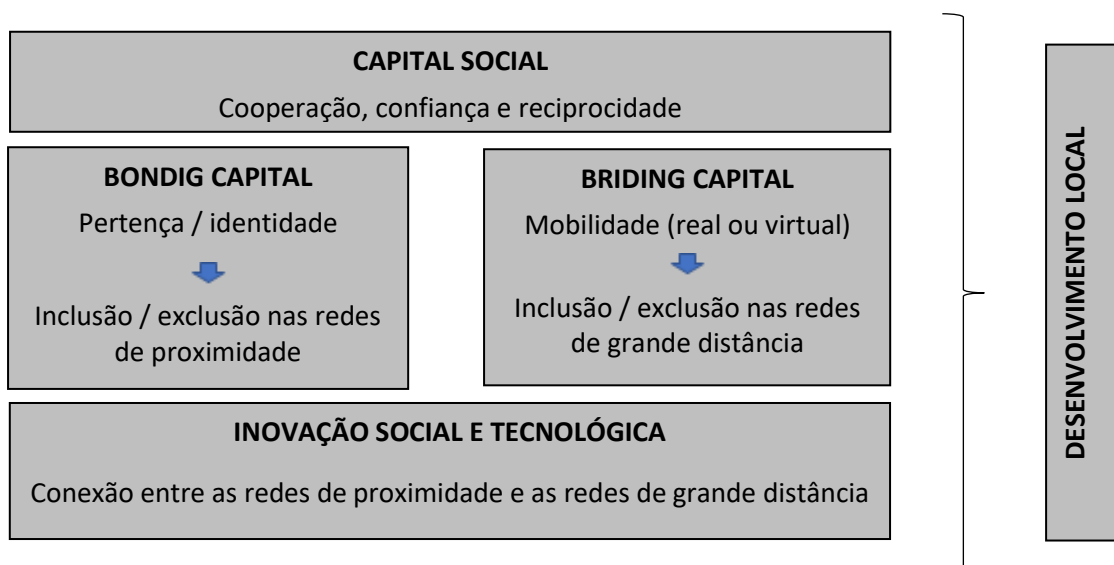 CAPITAL SOCIAL
Cooperação, confiança e reciprocidade
BONDIG CAPITAL
Pertença / identidade
Inclusão / exclusão nas redes
de proximidade
BRIDING CAPITAL
Mobilidade (real ou virtual)
Inclusão / exclusão nas redes
de grande distância
INOVAÇÃO SOCIAL E TECNOLÓGICA
Conexão entre as redes de proximidade e as redes de grande distância
DESENVOLVIMENTO LOCAL